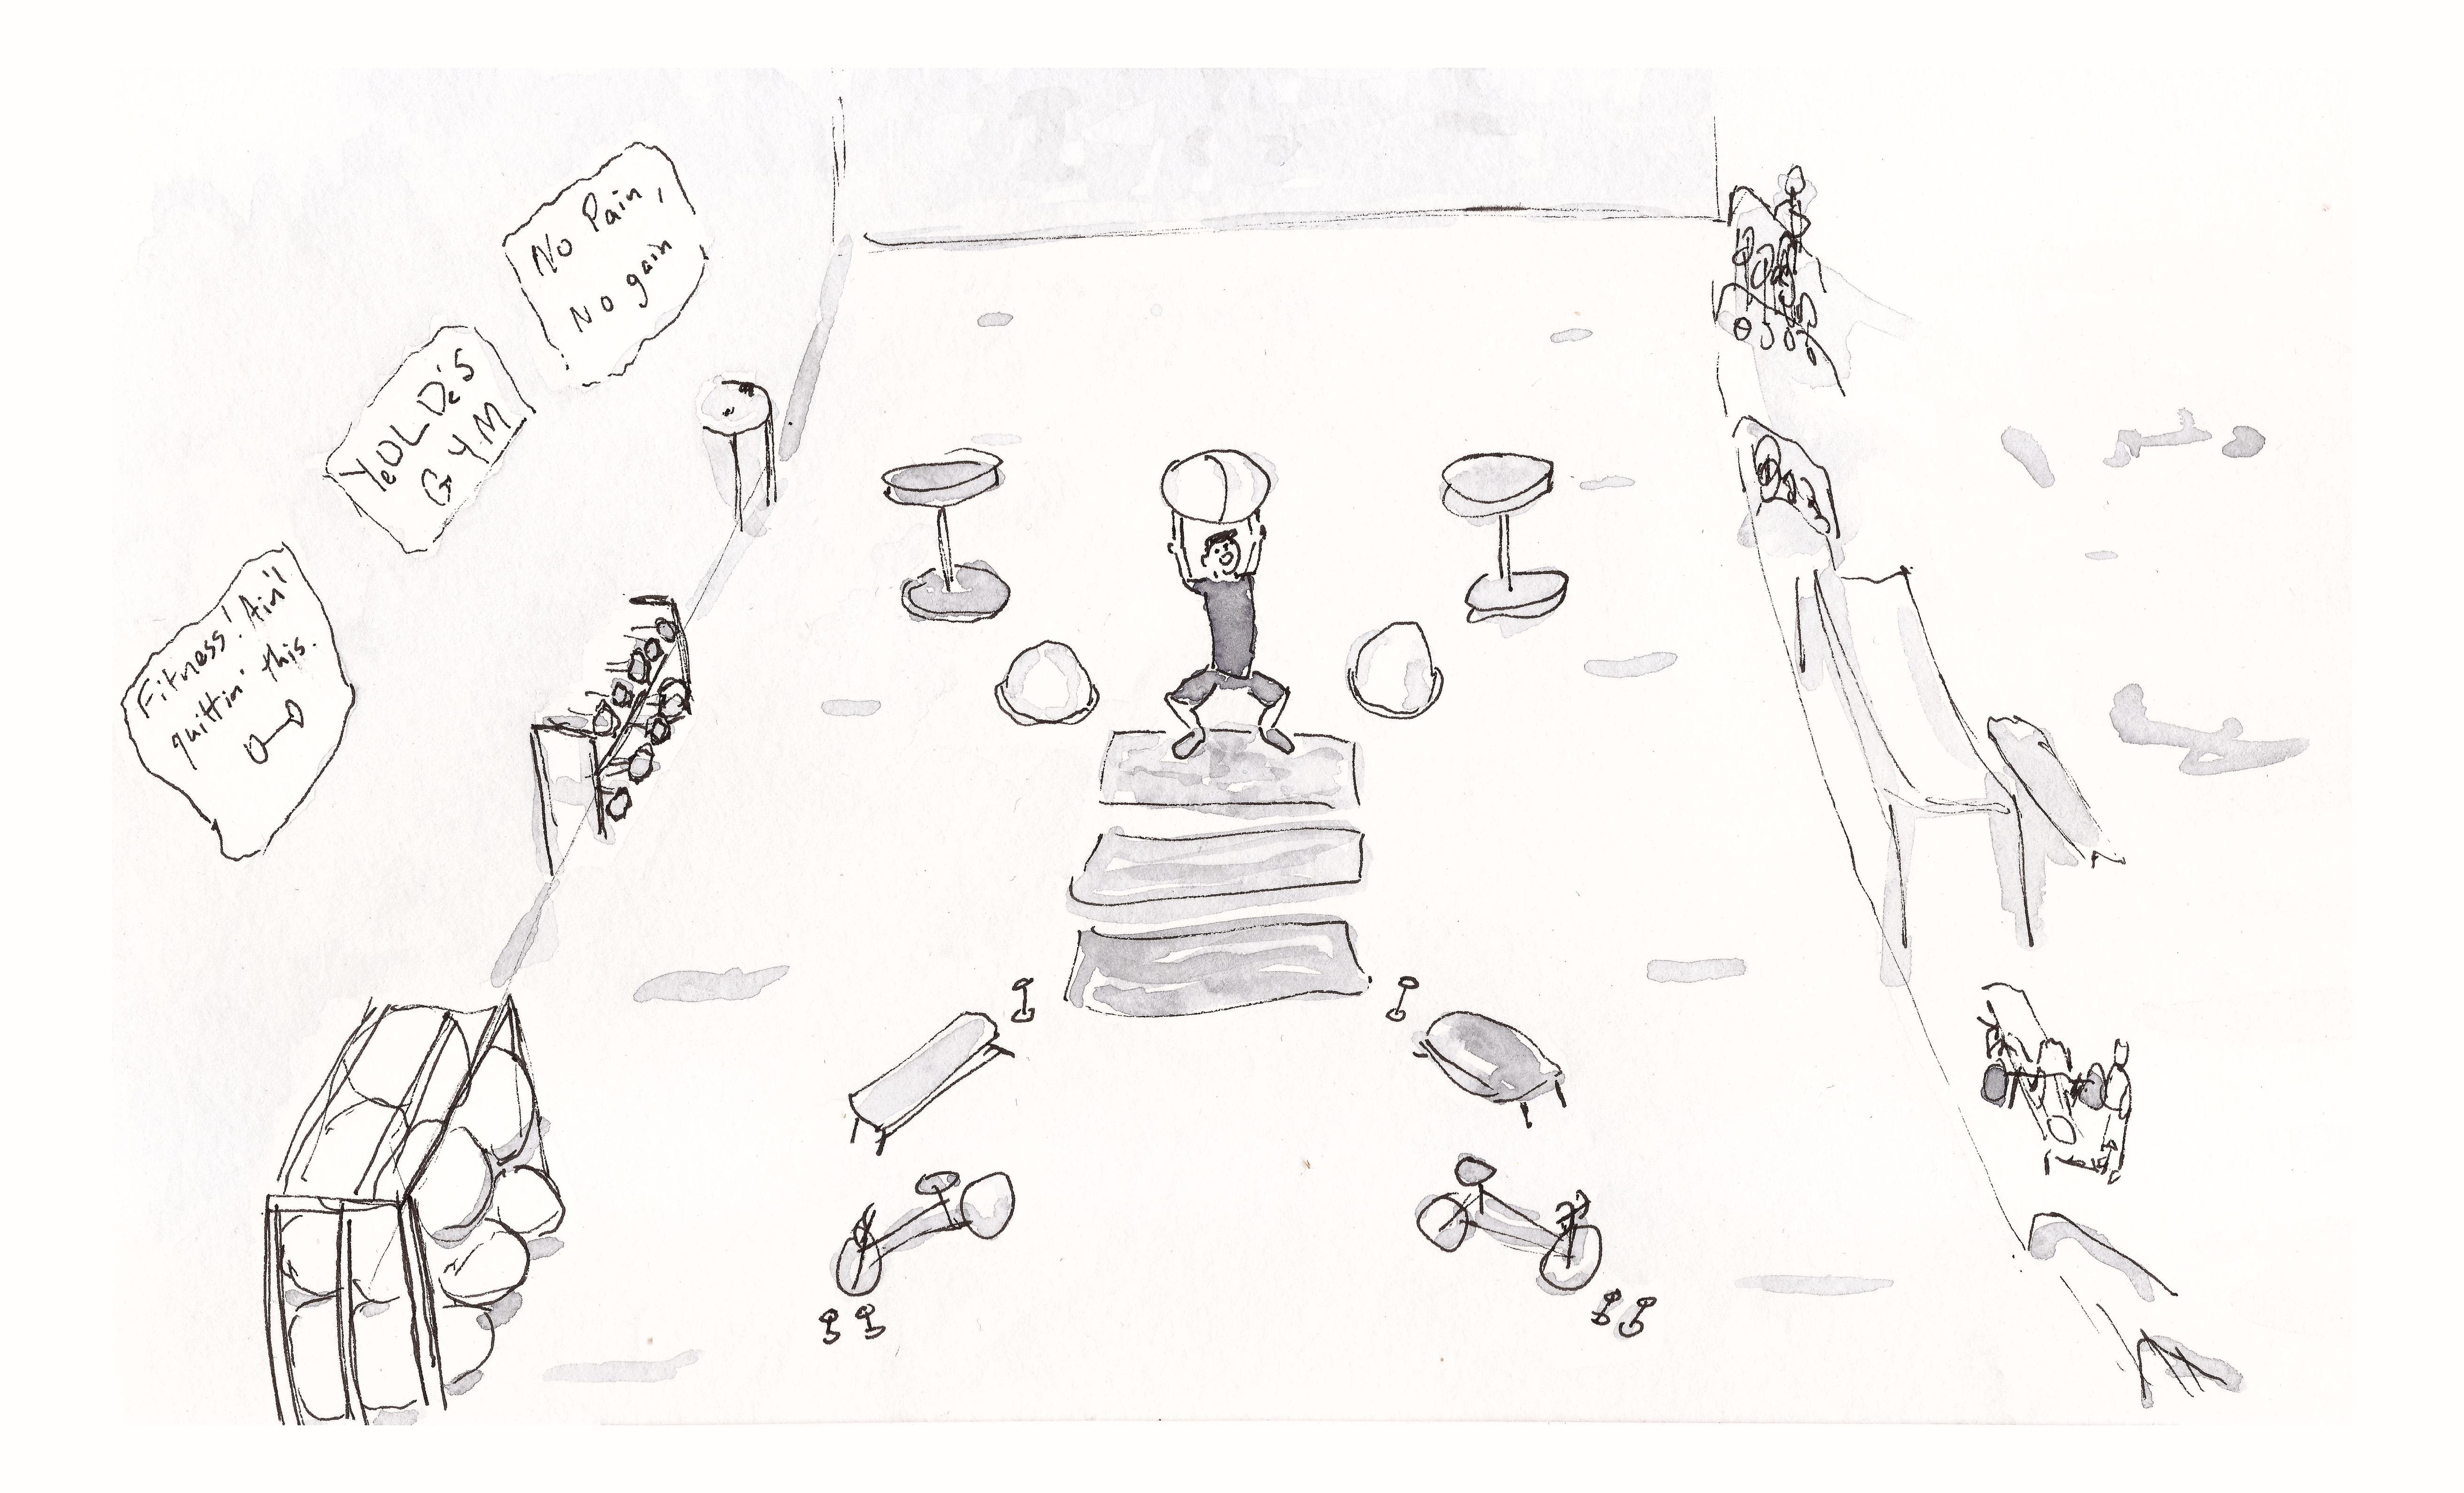 No Pain,
No gain
YeOLDe'S
GYM
Fitness! Ain'
quittin' this.